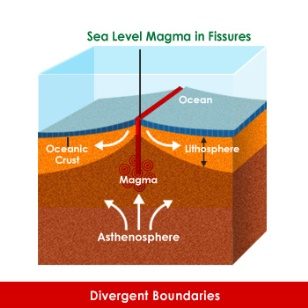 Sea Level Magma in Fissures
Ocean
Oceanic
Crust
Lithosphere
Magma
Asthenosphere
Divergent Boundaries